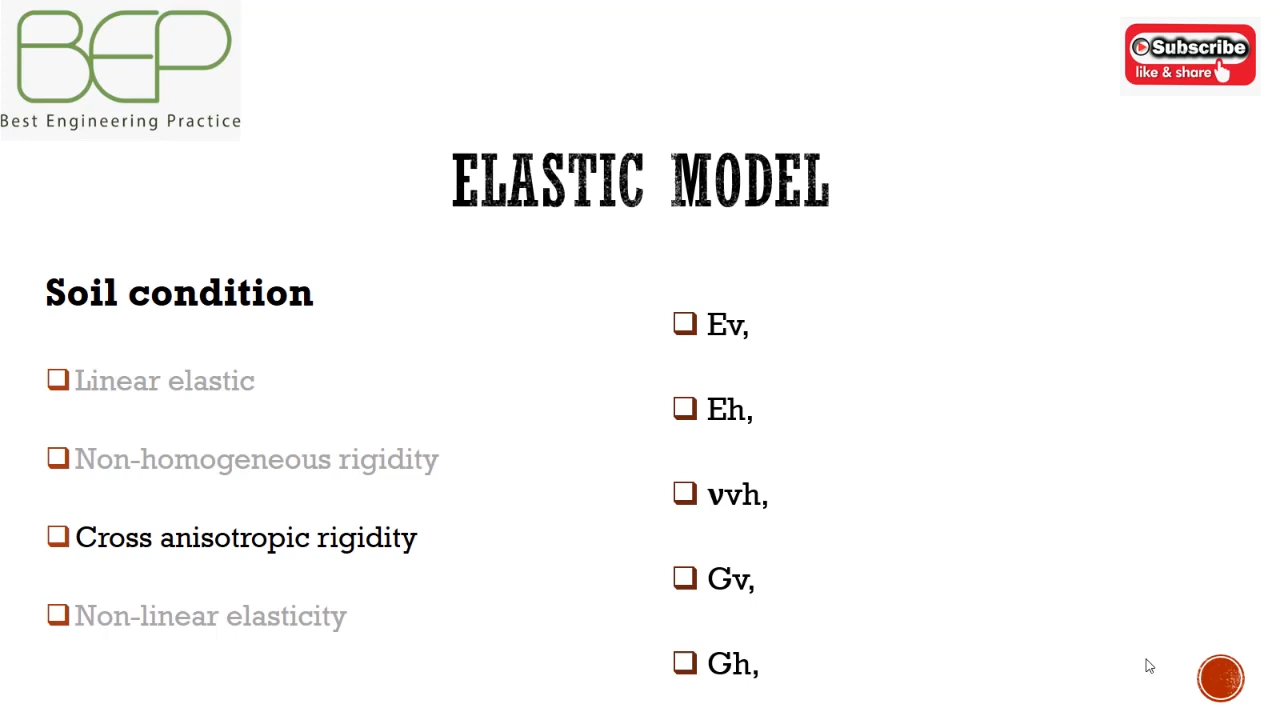 BEP
Best Engineering Practice
Subscribe
like & share
ELASTIC MODEL
Soil condition
Linear elastic
Non-homogeneous rigidity
Cross anisotropic rigidity
Non-linear elasticity
Ev,
Eh,
νvh,
Gv,
Gh,